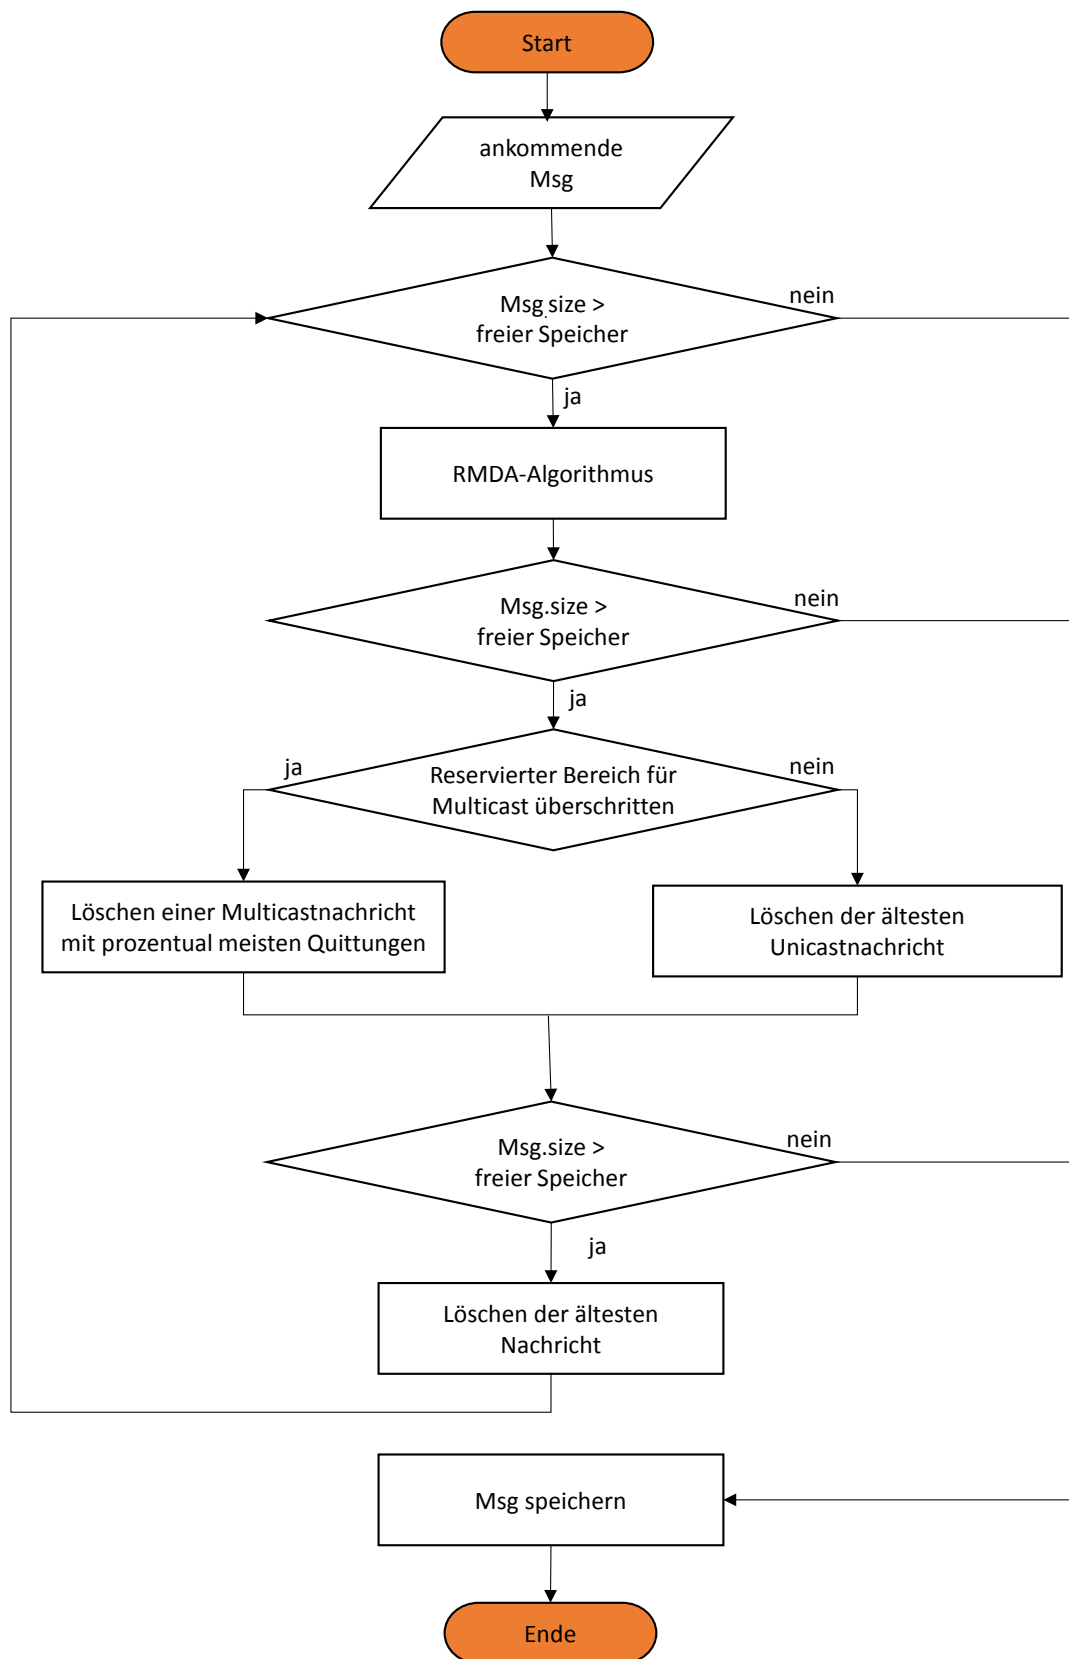 Start
ankommende
Msg
Msg.size >
freier Speicher
nein
ja
RMDA-Algorithmus
Msg.size >
freier Speicher
nein
ja
ja
Reservierter Bereich für
Multicast überschritten
nein
Löschen einer Multicastnachricht
mit prozentual meisten Quittungen
Löschen der ältesten
Unicastnachricht
Msg.size >
freier Speicher
nein
ja
Löschen der ältesten
Nachricht
Msg speichern
Ende